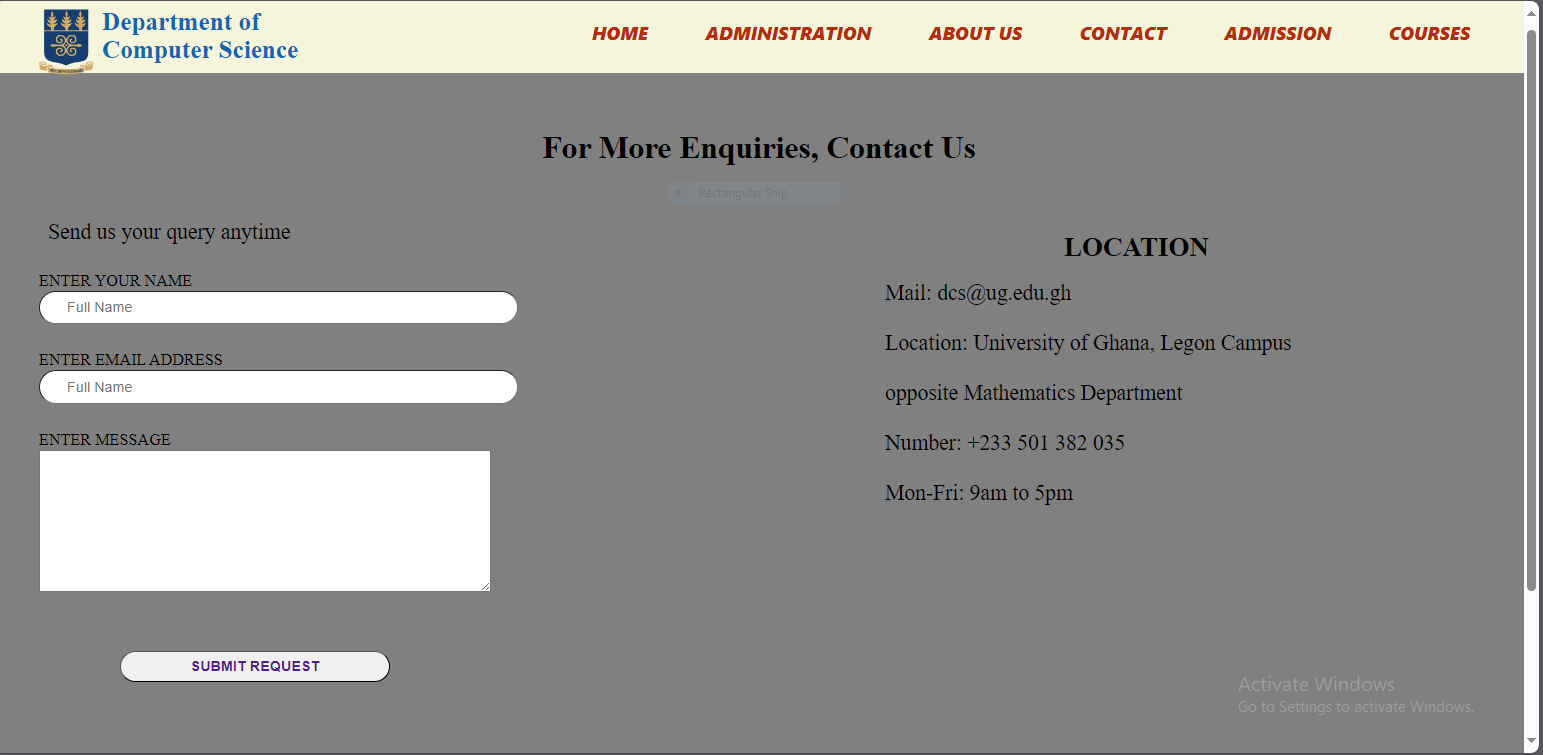 Department of
Computer Science
HOME ADMINISTRATION ABOUT US CONTACT ADMISSION COURSES
For More Enquiries, Contact Us
Rectangular Snip
Send us your query anytime
ENTER YOUR NAME
Full Name
ENTER EMAIL ADDRESS
Full Name
ENTER MESSAGE
SUBMIT REQUEST
LOCATION
Mail: dcs@ug.edu.gh
Location: University of Ghana, Legon Campus
opposite Mathematics Department
Number: +233 501 382 035
Mon-Fri: 9am to 5pm
Activate Windows
Go to Settings to activate Windows.